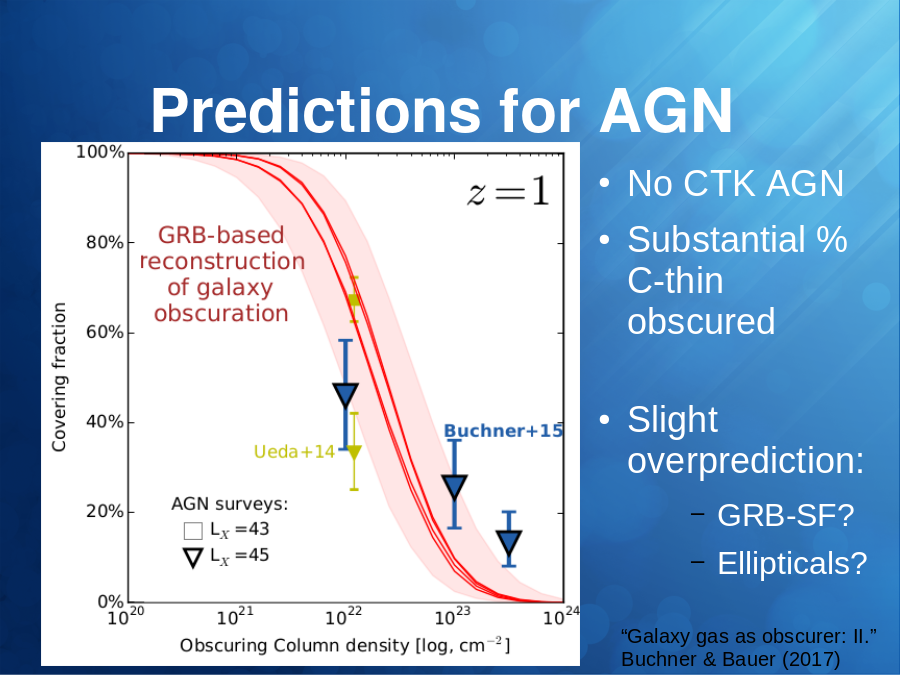 Predictions for AGN
100%
80%
60%
40%
20%
0%
Covering fraction
z=1
GRB-based
reconstruction
of galaxy
obscuration
Buchner+15
Ueda+14
AGN surveys:
L_X =43
L_X =45
10^20
10^21
10^22
10^23
10^24
Obscuring Column density [log, cm^−2]
• No CTK AGN
• Substantial %
C-thin
obscured
• Slight
overprediction:
– GRB-SF?
– Ellipticals?
“Galaxy gas as obscurer: II.”
Buchner & Bauer (2017)